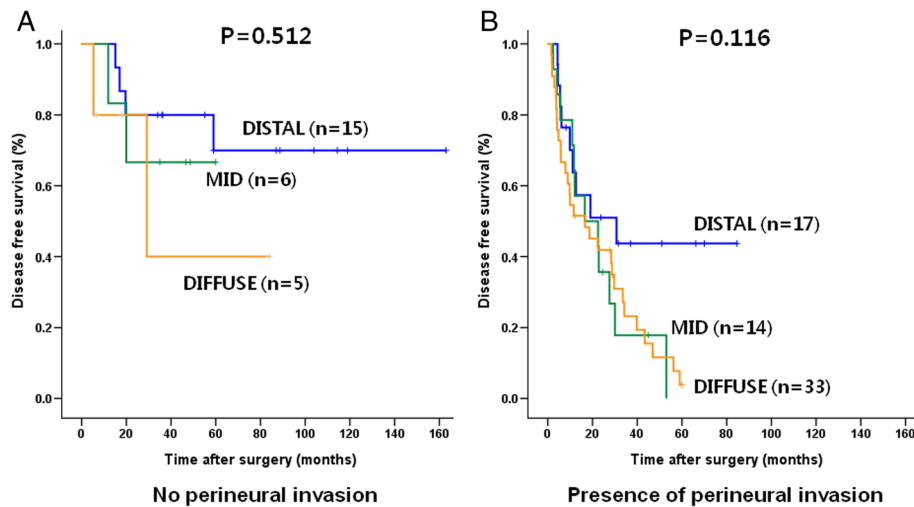 A
P=0.512
Disease free survival (%)
1.0
0.8
0.6
0.4
0.2
0.0
DISTAL (n=15)
MID (n=6)
DIFFUSE (n=5)
0 20 40 60 80 100 120 140 160
Time after surgery (months)
No perineural invasion
B
P=0.116
Disease free survival (%)
1.0
0.8
0.6
0.4
0.2
0.0
DISTAL (n=17)
MID (n=14)
DIFFUSE (n=33)
0 20 40 60 80 100 120 140 160
Time after surgery (months)
Presence of perineural invasion